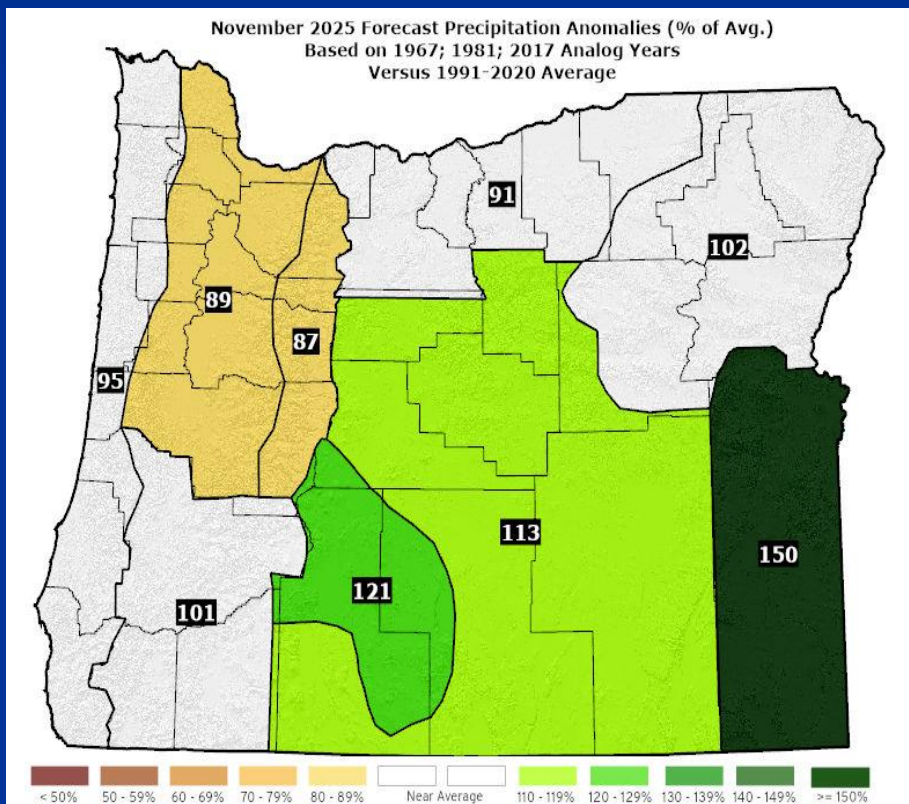 November 2025 Forecast Precipitation Anomalies (% of Avg.)
Based on 1967; 1981; 2017 Analog Years
Versus 1991-2020 Average
91
102
89
87
95
113
150
121
101
< 50% 50 - 59% 60 - 69% 70 - 79% 80 - 89% Near Average 110 - 119% 120 - 129% 130 - 139% 140 - 149% >= 150%